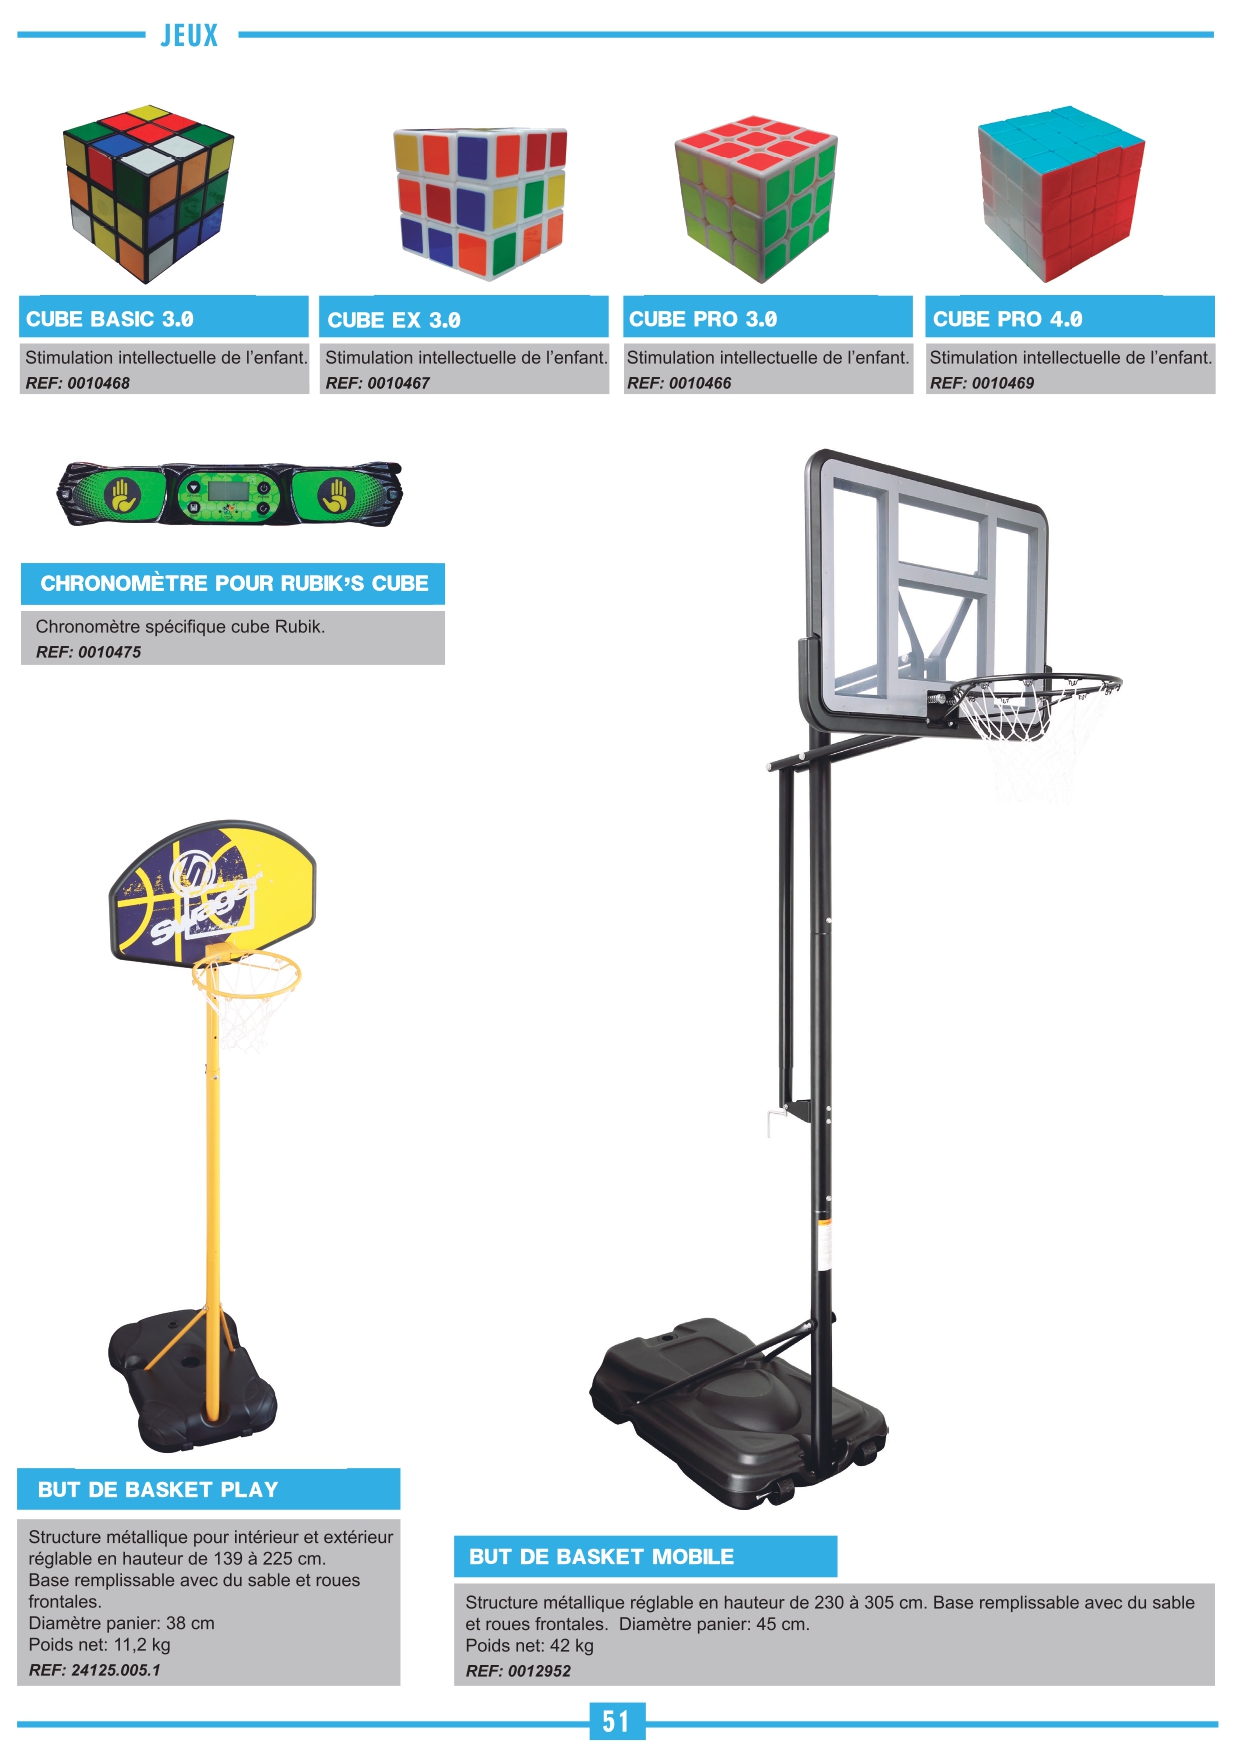 JEUX
CUBE BASIC 3.0
Stimulation intellectuelle de l'enfant.
REF: 0010468
CUBE EX 3.0
Stimulation intellectuelle de l'enfant.
REF: 0010467
CUBE PRO 3.0
Stimulation intellectuelle de l'enfant.
REF: 0010466
CUBE PRO 4.0
Stimulation intellectuelle de l'enfant.
REF: 0010469
CHRONOMÈTRE POUR RUBIK'S CUBE
Chronomètre spécifique cube Rubik.
REF: 0010475
BUT DE BASKET PLAY
Structure métallique pour intérieur et extérieur
réglable en hauteur de 139 à 225 cm.
Base remplissable avec du sable et roues
frontales.
Diamètre panier: 38 cm
Poids net: 11,2 kg
REF: 24125.005.1
BUT DE BASKET MOBILE
Structure métallique réglable en hauteur de 230 à 305 cm. Base remplissable avec du sable
et roues frontales.  Diamètre panier: 45 cm.
Poids net: 42 kg
REF: 0012952
51